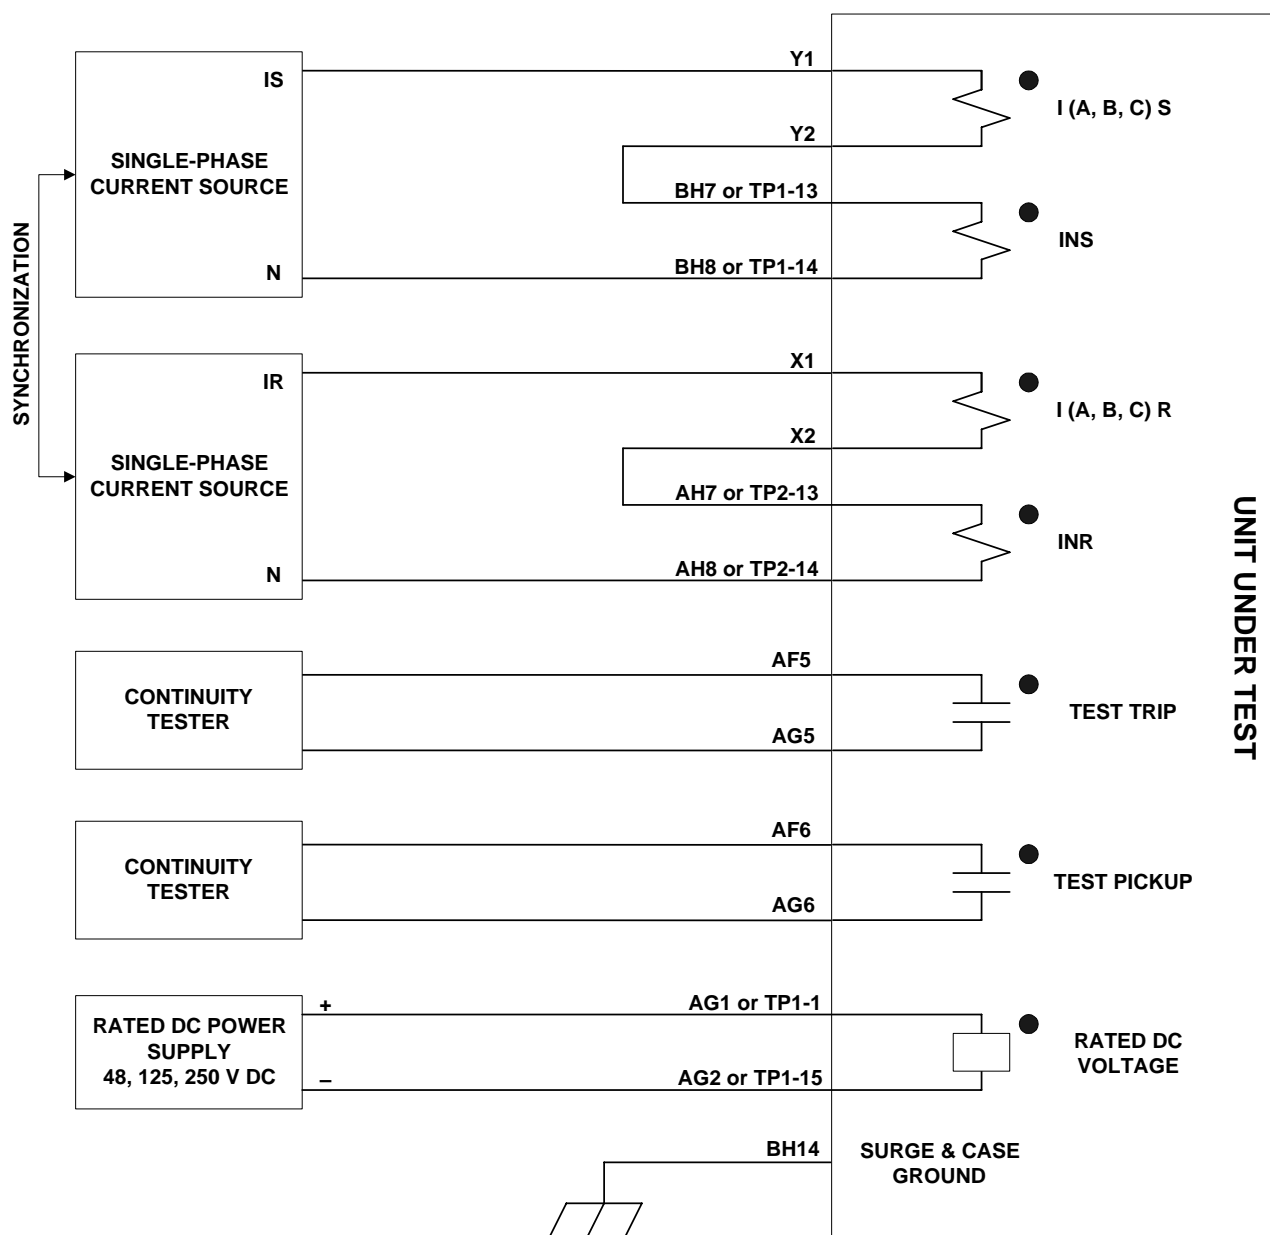 SYNCHRONIZATION
IS
SINGLE-PHASE
CURRENT SOURCE
N
Y1
Y2
BH7 or TP1-13
BH8 or TP1-14
I (A, B, C) S
INS
IR
SINGLE-PHASE
CURRENT SOURCE
N
X1
X2
AH7 or TP2-13
AH8 or TP2-14
I (A, B, C) R
INR
UNIT UNDER TEST
CONTINUITY
TESTER
AF5
AG5
TEST TRIP
CONTINUITY
TESTER
AF6
AG6
TEST PICKUP
RATED DC POWER
SUPPLY
48, 125, 250 V DC
+
–
AG1 or TP1-1
AG2 or TP1-15
RATED DC
VOLTAGE
BH14
SURGE & CASE
GROUND